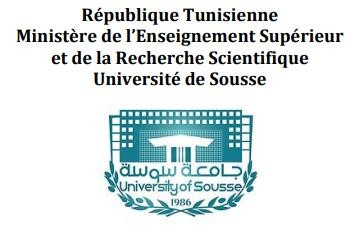 République Tunisienne
Ministère de l'Enseignement Supérieur
et de la Recherche Scientifique
Université de Sousse
جامعة سوسة
University of Sousse
1986